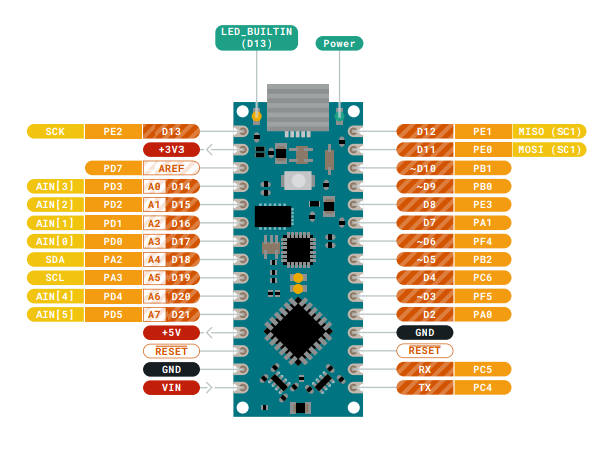 LED_BUILTIN
(D13)
Power
SCK PE2 D13
D12 PE1 MISO (SC1)
+3V3
D11 PE0 MOSI (SC1)
PD7 AREF
~D10 PB1
AIN[3] PD3 A0 D14
~D9 PB0
AIN[2] PD2 A1 D15
D8 PE3
AIN[1] PD1 A2 D16
D7 PA1
AIN[0] PD0 A3 D17
~D6 PF4
SDA PA2 A4 D18
~D5 PB2
SCL PA3 A5 D19
D4 PC6
AIN[4] PD4 A6 D20
~D3 PF5
AIN[5] PD5 A7 D21
D2 PA0
+5V
GND
RESET
RESET
GND
RX PC5
VIN
TX PC4